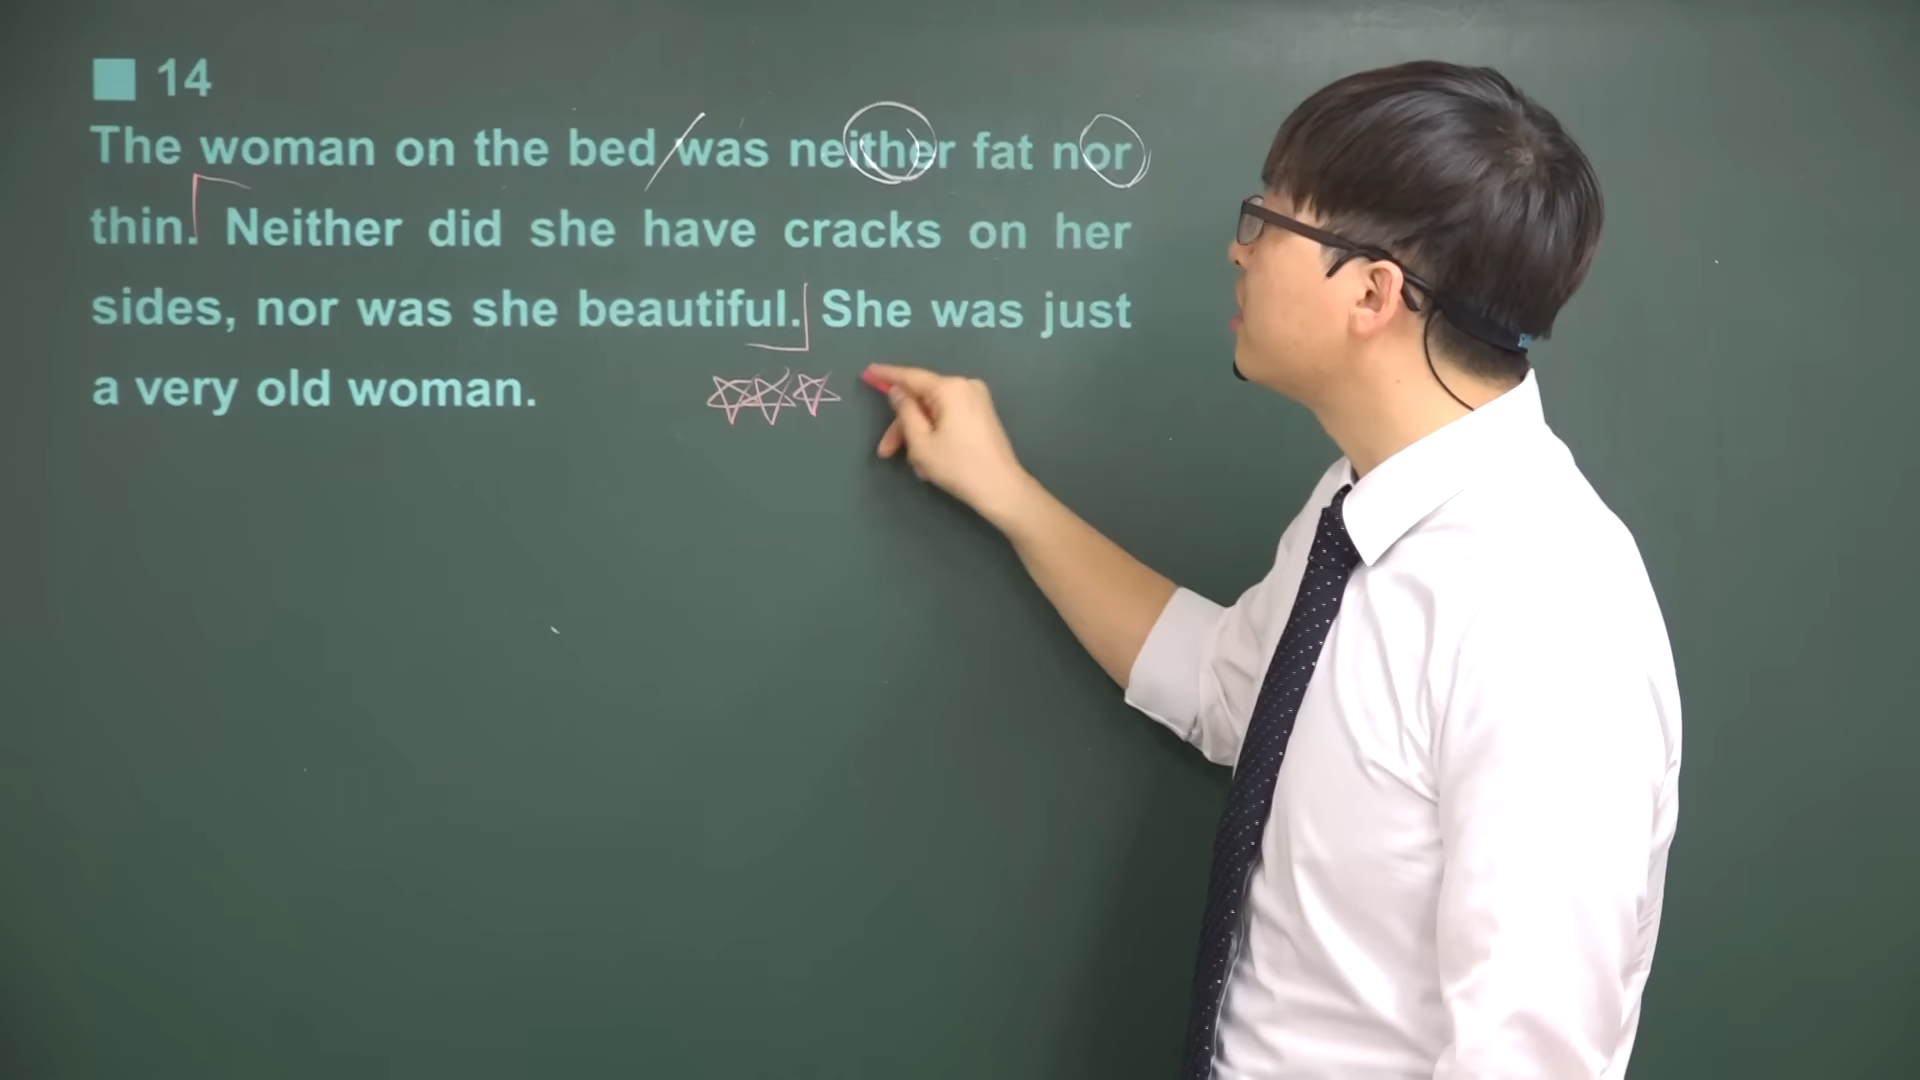 14
The woman on the bed was neither fat nor
thin. Neither did she have cracks on her
sides, nor was she beautiful. She was just
a very old woman.